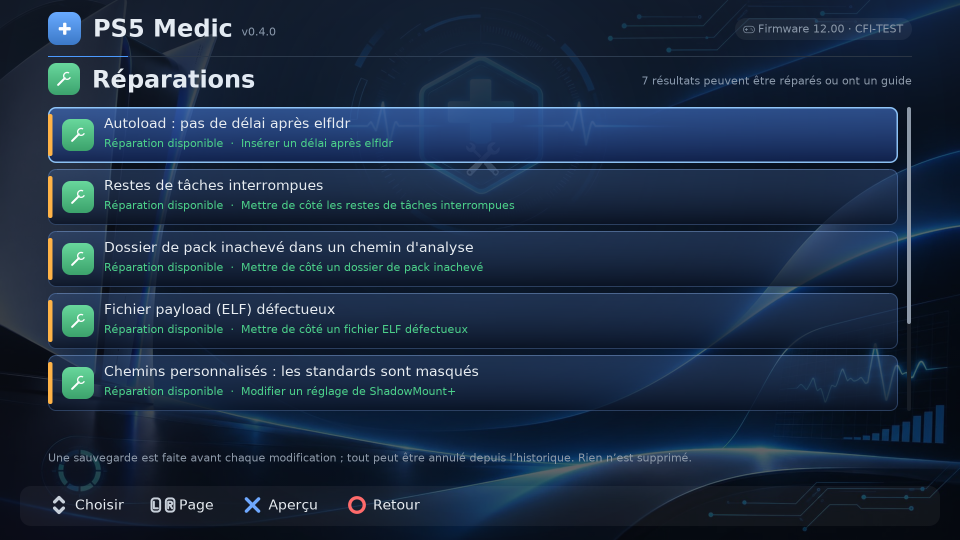 PS5 Medic v0.4.0
Firmware 12.00 · CFI-TEST
Réparations
7 résultats peuvent être réparés ou ont un guide
Autoload : pas de délai après elfldr
Réparation disponible · Insérer un délai après elfldr
Restes de tâches interrompues
Réparation disponible · Mettre de côté les restes de tâches interrompues
Dossier de pack inachevé dans un chemin d'analyse
Réparation disponible · Mettre de côté un dossier de pack inachevé
Fichier payload (ELF) défectueux
Réparation disponible · Mettre de côté un fichier ELF défectueux
Chemins personnalisés : les standards sont masqués
Réparation disponible · Modifier un réglage de ShadowMount+
Une sauvegarde est faite avant chaque modification ; tout peut être annulé depuis l’historique. Rien n’est supprimé.
Choisir L R Page Aperçu Retour